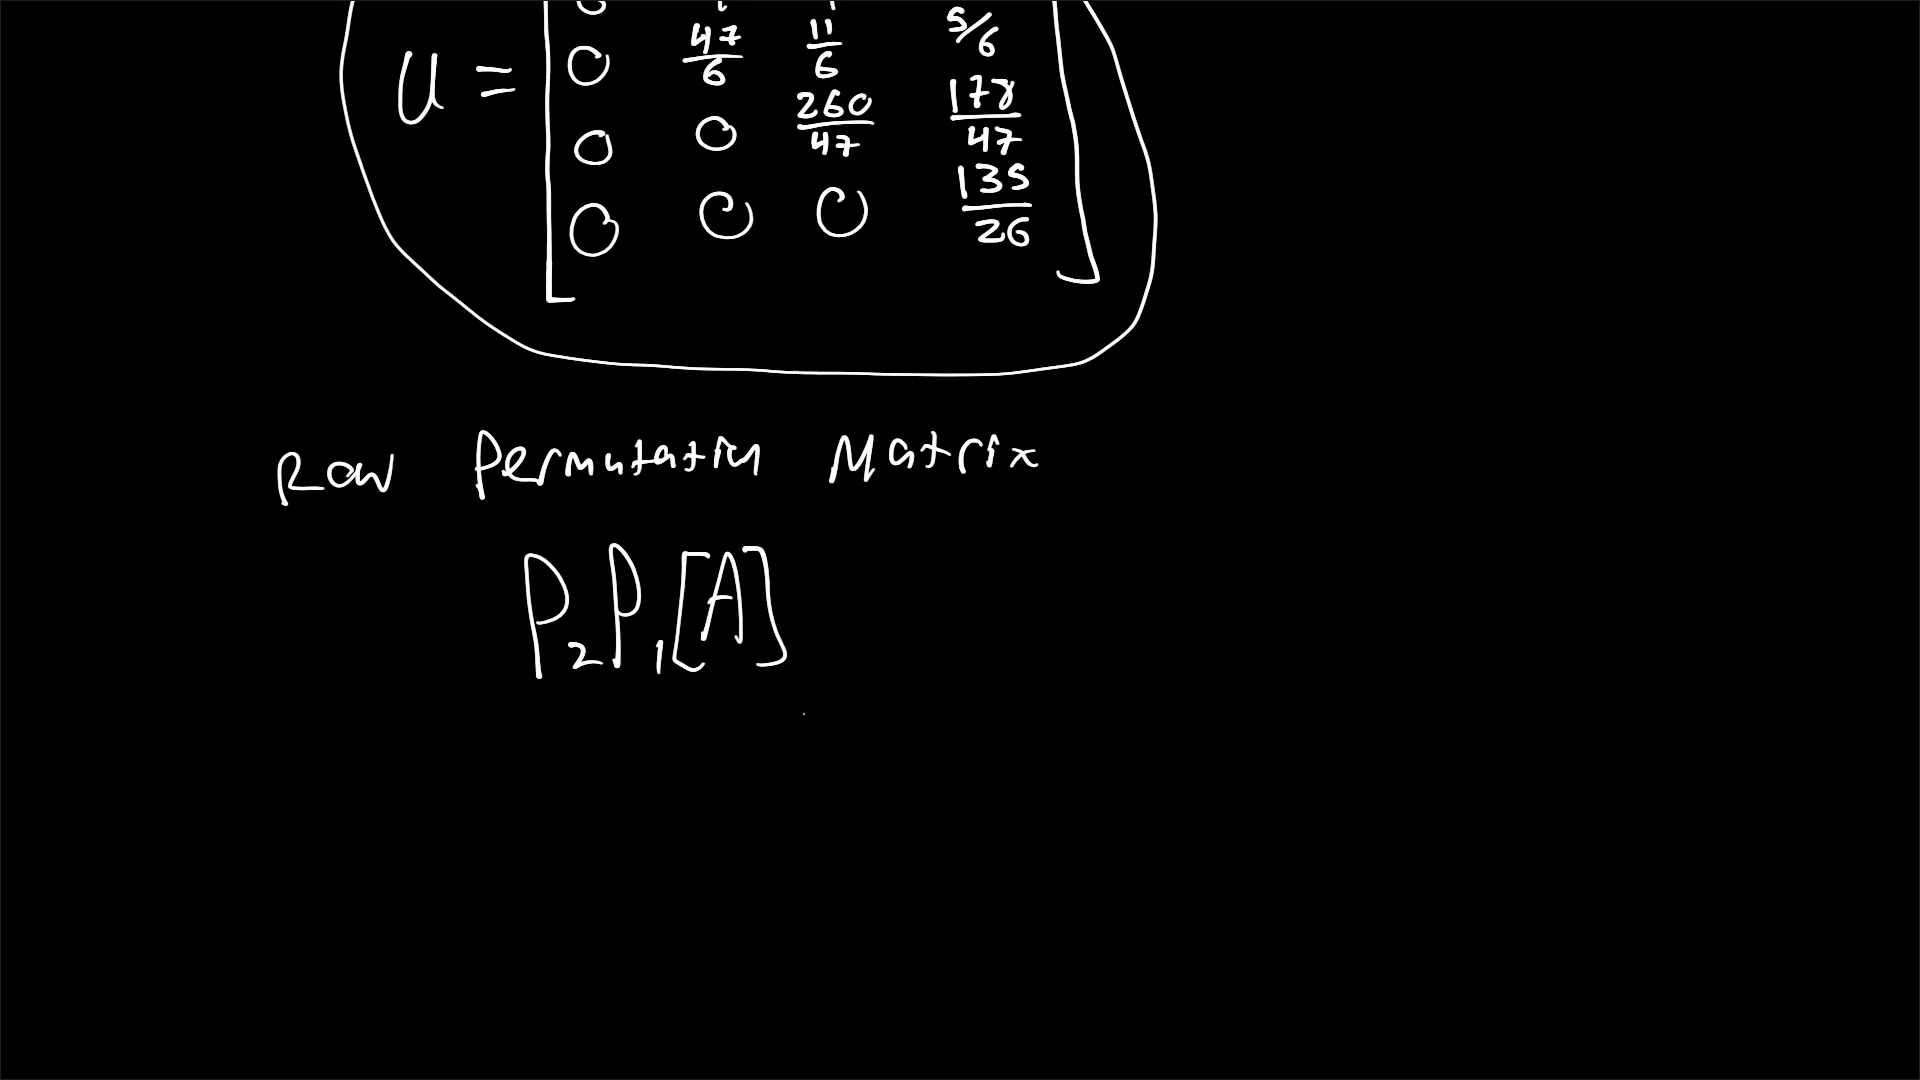 U = [ 0 47/6 11/6 5/6
0 0 260/47 178/47
0 0 0 135/26 ]
Row Permutation Matrix
P₂P₁[A]